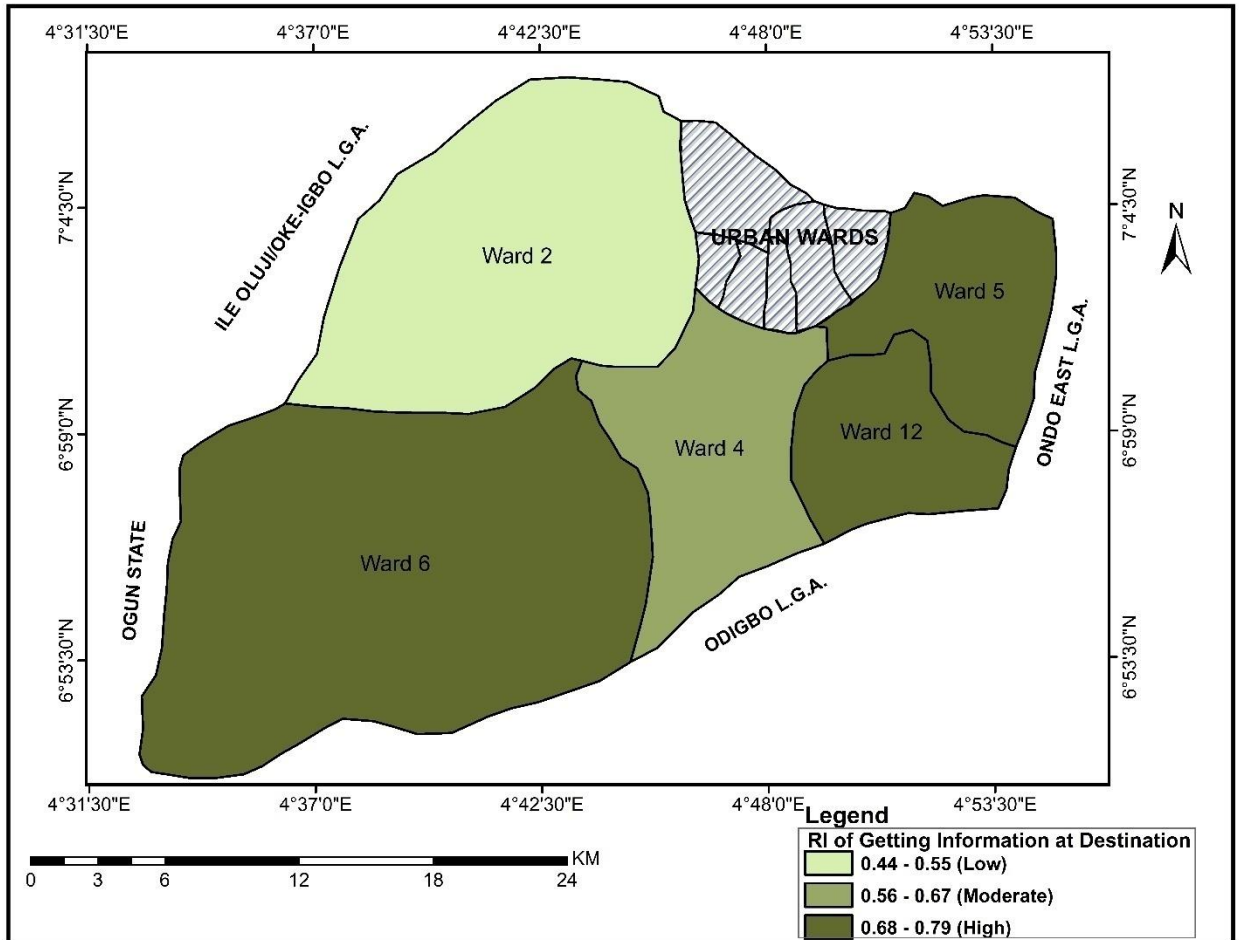 4°31'30"E 4°37'0"E 4°42'30"E 4°48'0"E 4°53'30"E
ILE OLUJI/OKE-IGBO L.G.A.
7°4'30"N
7°4'30"N
N
URBAN WARDS
Ward 2
Ward 5
ONDO EAST L.G.A.
6°59'0"N
6°59'0"N
Ward 12
Ward 4
OGUN STATE
Ward 6
ODIGBO L.G.A.
6°53'30"N
6°53'30"N
4°31'30"E 4°37'0"E 4°42'30"E 4°48'0"E 4°53'30"E
Legend
RI of Getting Information at Destination
0.44 - 0.55 (Low)
0.56 - 0.67 (Moderate)
0.68 - 0.79 (High)
KM
0 3 6 12 18 24